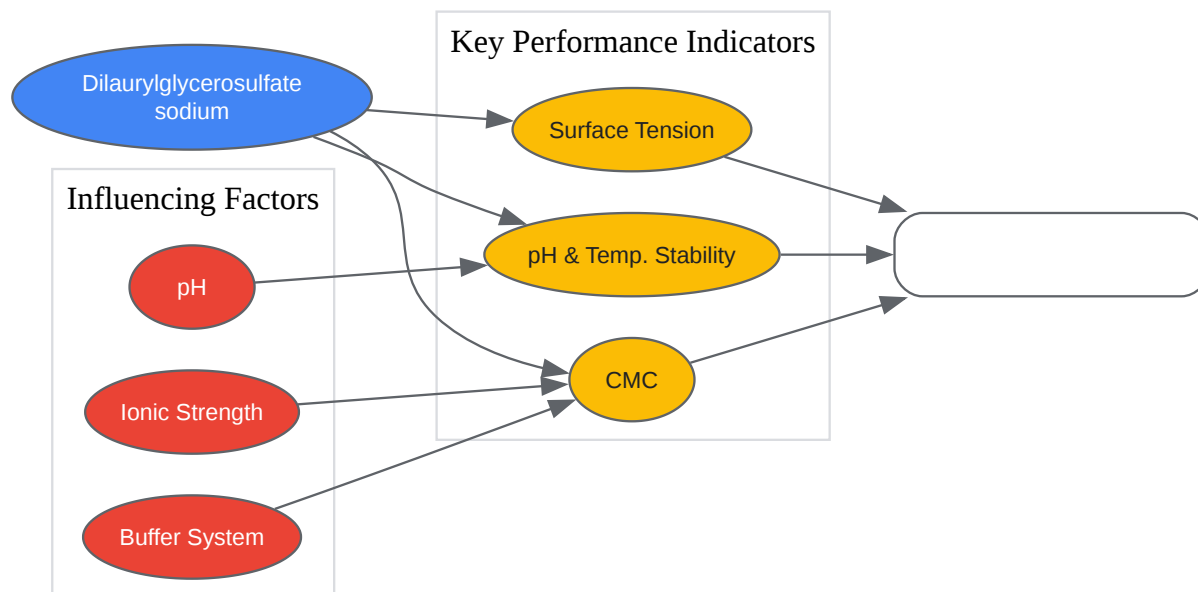 Key Performance Indicators
Dilaurylglycerosulfate
sodium
Surface Tension
Influencing Factors
pH & Temp. Stability
pH
CMC
Ionic Strength
Buffer System